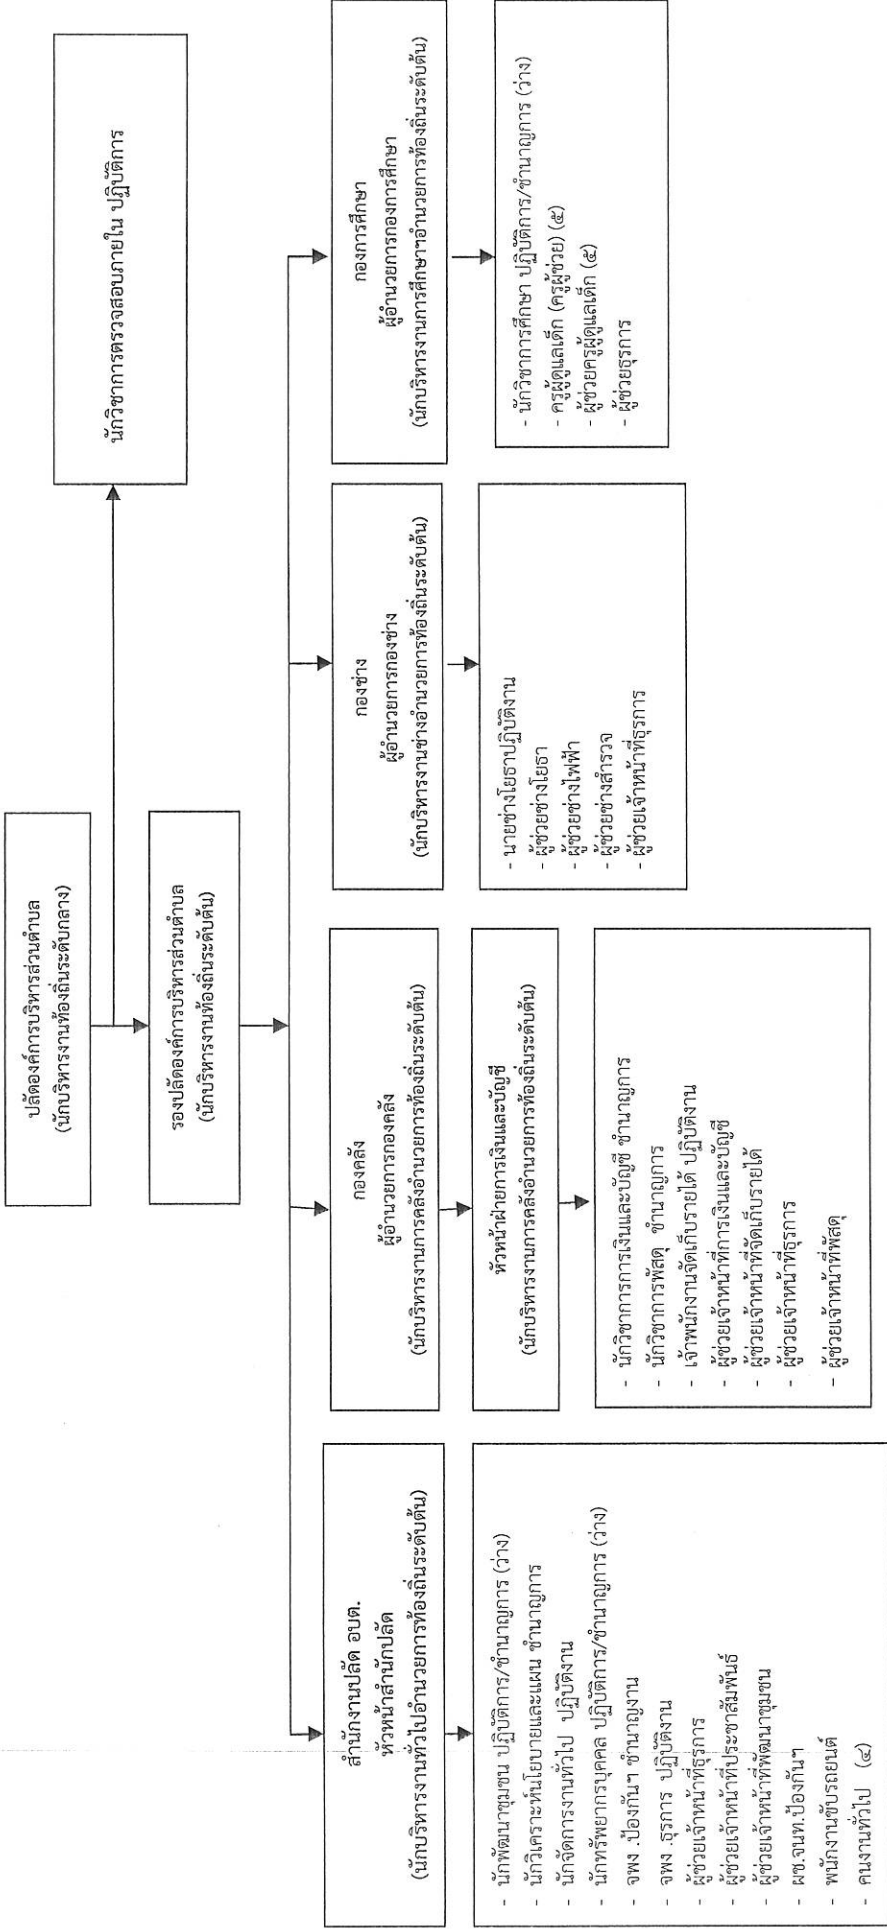 ปลัดองค์การบริหารส่วนตำบล
(นักบริหารงานท้องถิ่นระดับกลาง)
นักวิชาการตรวจสอบภายใน ปฏิบัติการ
รองปลัดองค์การบริหารส่วนตำบล
(นักบริหารงานท้องถิ่นระดับต้น)
สำนักงานปลัด อบต.
หัวหน้าสำนักปลัด
(นักบริหารงานทั่วไปอำนวยการท้องถิ่นระดับต้น)
- นักพัฒนาชุมชน ปฏิบัติการ/ชำนาญการ (ว่าง)
- นักวิเคราะห์นโยบายและแผน ชำนาญการ
- นักจัดการงานทั่วไป ปฏิบัติงาน
- นักทรัพยากรบุคคล ปฏิบัติการ/ชำนาญการ (ว่าง)
- จพง .ป้องกันฯ ชำนาญงาน
- จพง .ธุรการ ปฏิบัติงาน
- ผู้ช่วยเจ้าหน้าที่ธุรการ
- ผู้ช่วยเจ้าหน้าที่ประชาสัมพันธ์
- ผู้ช่วยเจ้าหน้าที่พัฒนาชุมชน
- ผช.จนท.ป้องกันฯ
- พนักงานขับรถยนต์
- คนงานทั่วไป (๔)
กองคลัง
ผู้อำนวยการกองคลัง
(นักบริหารงานการคลังอำนวยการท้องถิ่นระดับต้น)
หัวหน้าฝ่ายการเงินและบัญชี
(นักบริหารงานการคลังอำนวยการท้องถิ่นระดับต้น)
- นักวิชาการการเงินและบัญชี ชำนาญการ
- นักวิชาการพัสดุ ชำนาญการ
- เจ้าพนักงานจัดเก็บรายได้ ปฏิบัติงาน
- ผู้ช่วยเจ้าหน้าที่การเงินและบัญชี
- ผู้ช่วยเจ้าหน้าที่จัดเก็บรายได้
- ผู้ช่วยเจ้าหน้าที่ธุรการ
- ผู้ช่วยเจ้าหน้าที่พัสดุ
กองช่าง
ผู้อำนวยการกองช่าง
(นักบริหารงานช่างอำนวยการท้องถิ่นระดับต้น)
- นายช่างโยธาปฏิบัติงาน
- ผู้ช่วยช่างโยธา
- ผู้ช่วยช่างไฟฟ้า
- ผู้ช่วยช่างสำรวจ
- ผู้ช่วยเจ้าหน้าที่ธุรการ
กองการศึกษา
ผู้อำนวยการกองการศึกษา
(นักบริหารงานการศึกษาฯอำนวยการท้องถิ่นระดับต้น)
- นักวิชาการศึกษา ปฏิบัติการ/ชำนาญการ (ว่าง)
- ครูผู้ดูแลเด็ก (ครูผู้ช่วย) (๕)
- ผู้ช่วยครูผู้ดูแลเด็ก (๕)
- ผู้ช่วยธุรการ